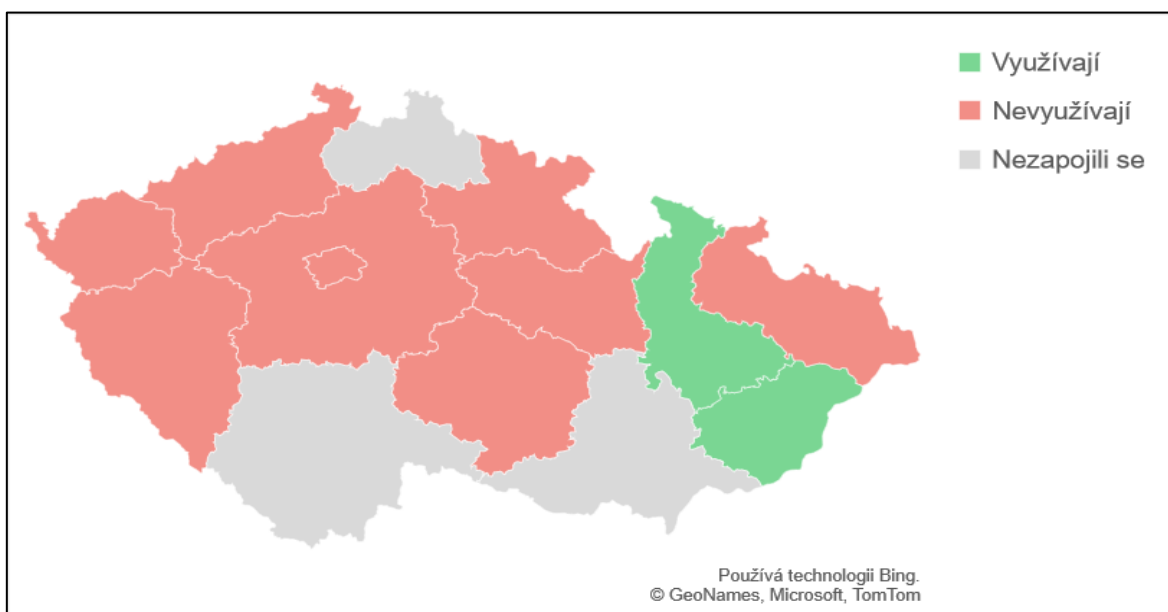 Využívají
Nevyužívají
Nezapojili se
Používá technologii Bing.
© GeoNames, Microsoft, TomTom